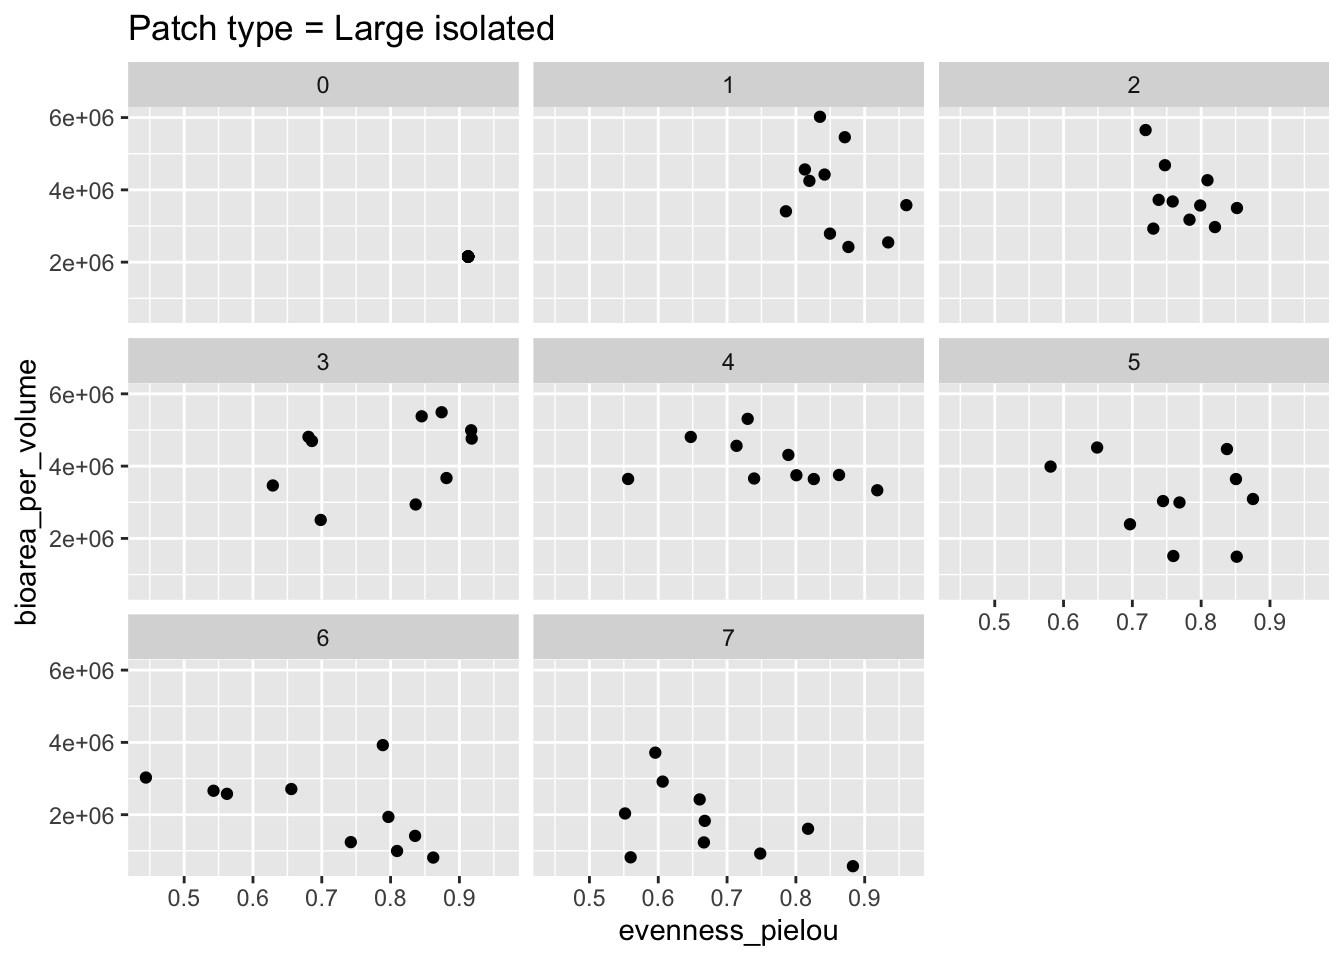 Patch type = Large isolated
0 1 2
6e+06
4e+06
2e+06
3 4 5
6e+06
4e+06
2e+06
0.5 0.6 0.7 0.8 0.9
6 7
6e+06
4e+06
2e+06
0.5 0.6 0.7 0.8 0.9 0.5 0.6 0.7 0.8 0.9
evenness_pielou
bioarea_per_volume